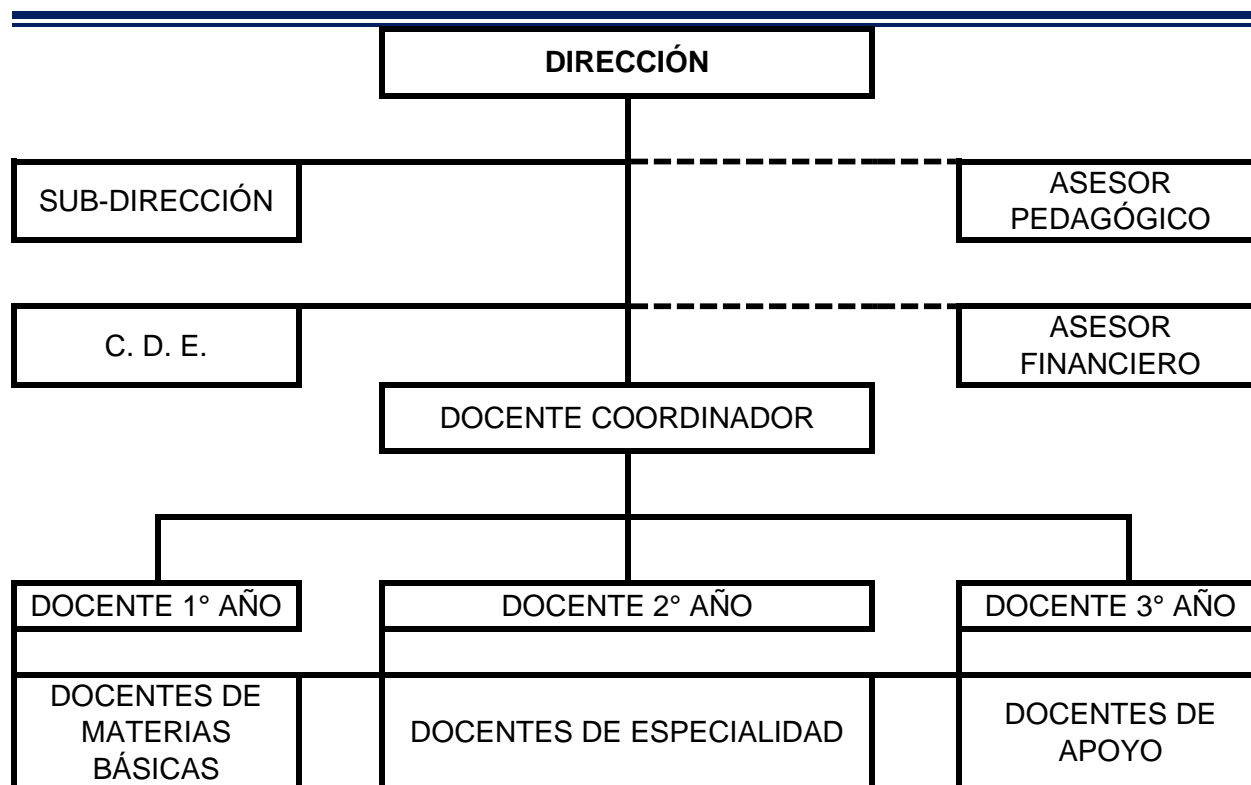 DIRECCIÓN
SUB-DIRECCIÓN
ASESOR
PEDAGÓGICO
C. D. E.
ASESOR
FINANCIERO
DOCENTE COORDINADOR
DOCENTE 1° AÑO
DOCENTE 2° AÑO
DOCENTE 3° AÑO
DOCENTES DE
MATERIAS
BÁSICAS
DOCENTES DE ESPECIALIDAD
DOCENTES DE
APOYO